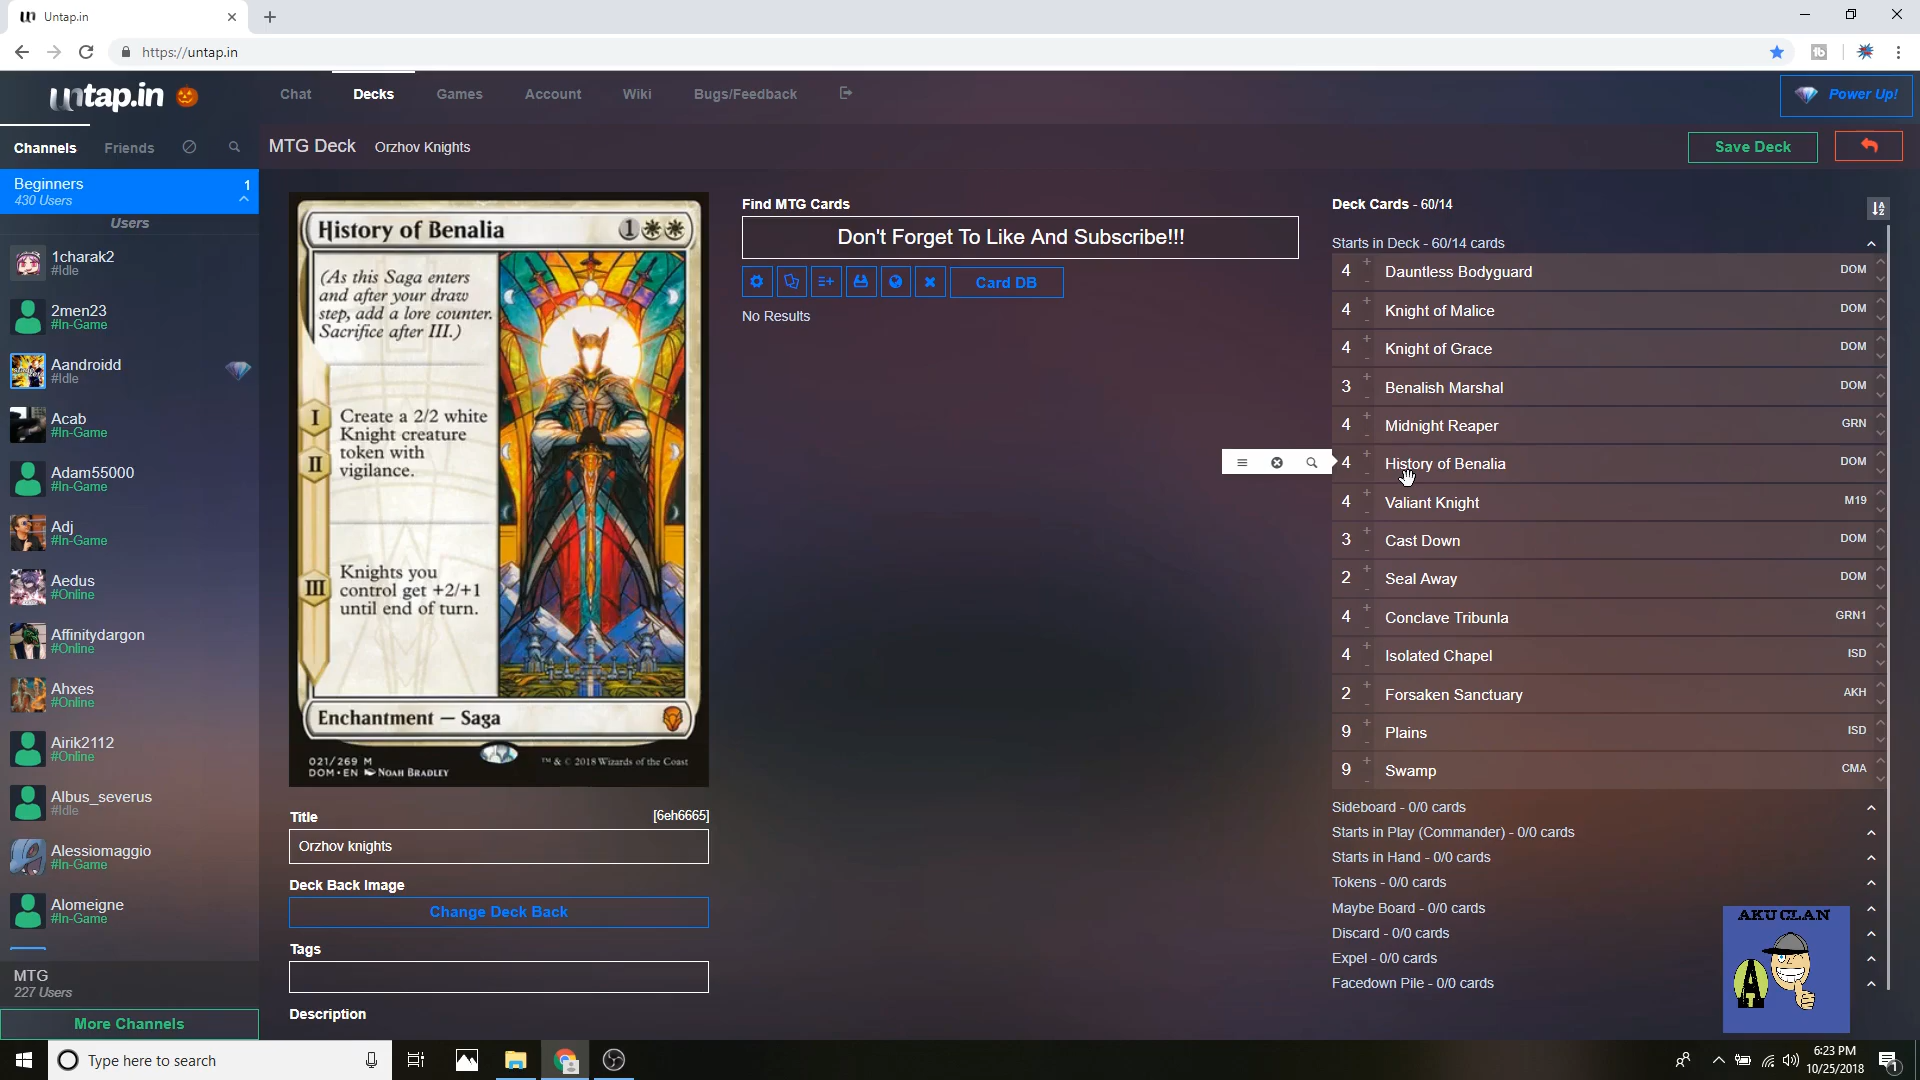 Untap.in
https://untap.in
untap.in
Chat
Decks
Games
Account
Wiki
Bugs/Feedback
Power Up!
Channels
Friends
MTG Deck
Orzhov Knights
Save Deck
Beginners
1
430 Users
Users
1charak2
#Idle
2men23
#In-Game
Aandroidd
#Idle
Acab
#In-Game
Adam55000
#In-Game
Adj
#In-Game
Aedus
#Online
Affinitydargon
#Online
Ahxes
#Online
Airik2112
#Online
Albus_severus
#Idle
Alessiomaggio
#In-Game
Alomeigne
#In-Game
MTG
227 Users
More Channels
History of Benalia
1
(As this Saga enters
and after your draw
step, add a lore counter.
Sacrifice after III.)
I
II
Create a 2/2 white
Knight creature
token with
vigilance.
III
Knights you
control get +2/+1
until end of turn.
Enchantment — Saga
021/269 M
DOM • EN NOAH BRADLEY
™ & © 2018 Wizards of the Coast
Title
[6eh6665]
Orzhov knights
Deck Back Image
Change Deck Back
Tags
Description
Find MTG Cards
Don't Forget To Like And Subscribe!!!
Card DB
No Results
Deck Cards - 60/14
Starts in Deck - 60/14 cards
4 Dauntless Bodyguard DOM
4 Knight of Malice DOM
4 Knight of Grace DOM
3 Benalish Marshal DOM
4 Midnight Reaper GRN
4 History of Benalia DOM
4 Valiant Knight M19
3 Cast Down DOM
2 Seal Away DOM
4 Conclave Tribunla GRN1
4 Isolated Chapel ISD
2 Forsaken Sanctuary AKH
9 Plains ISD
9 Swamp CMA
Sideboard - 0/0 cards
Starts in Play (Commander) - 0/0 cards
Starts in Hand - 0/0 cards
Tokens - 0/0 cards
Maybe Board - 0/0 cards
Discard - 0/0 cards
Expel - 0/0 cards
Facedown Pile - 0/0 cards
AKU CLAN
A
Type here to search
6:23 PM
10/25/2018
1